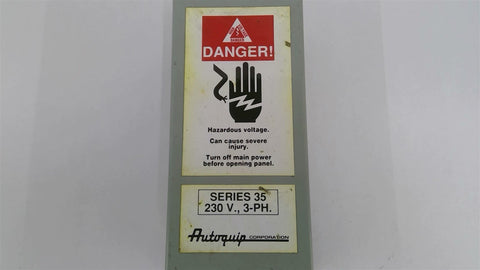 DANGER!
Hazardous voltage.
Can cause severe
injury.
Turn off main power
before opening panel.
SERIES 35
230 V., 3-PH.
Autoquip CORPORATION